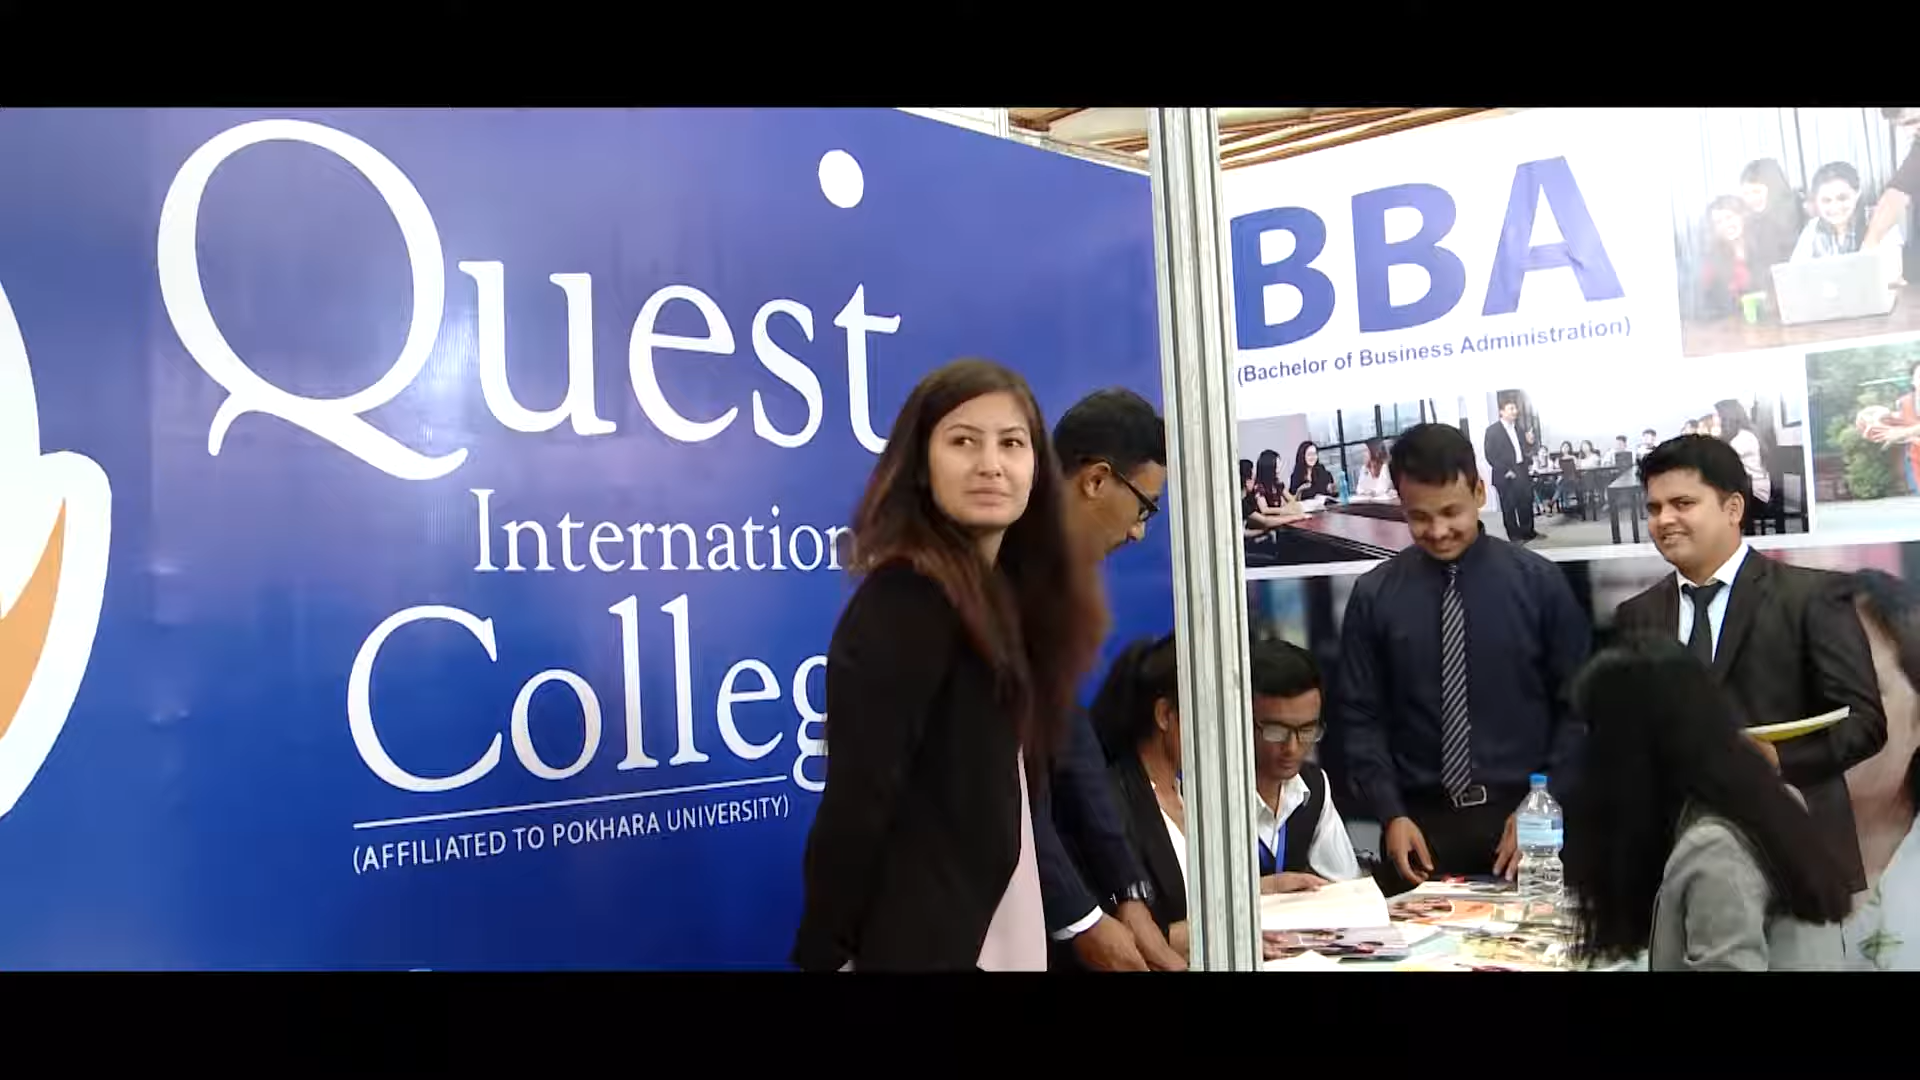 Quest
Internation
Colleg
(AFFILIATED TO POKHARA UNIVERSITY)
BBA
(Bachelor of Business Administration)